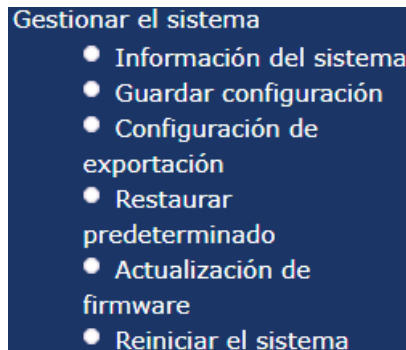 Gestionar el sistema
Información del sistema
Guardar configuración
Configuración de
exportación
Restaurar
predeterminado
Actualización de
firmware
Reiniciar el sistema